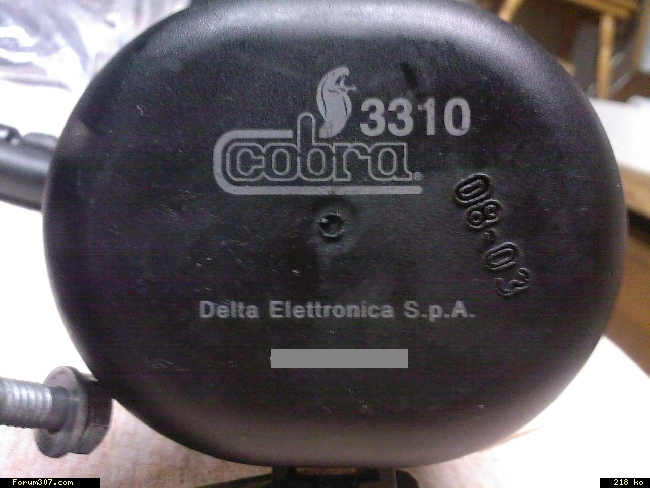 3310
cobra®
08-03
Delta Elettronica S.p.A.
Forum307.com
218 ko